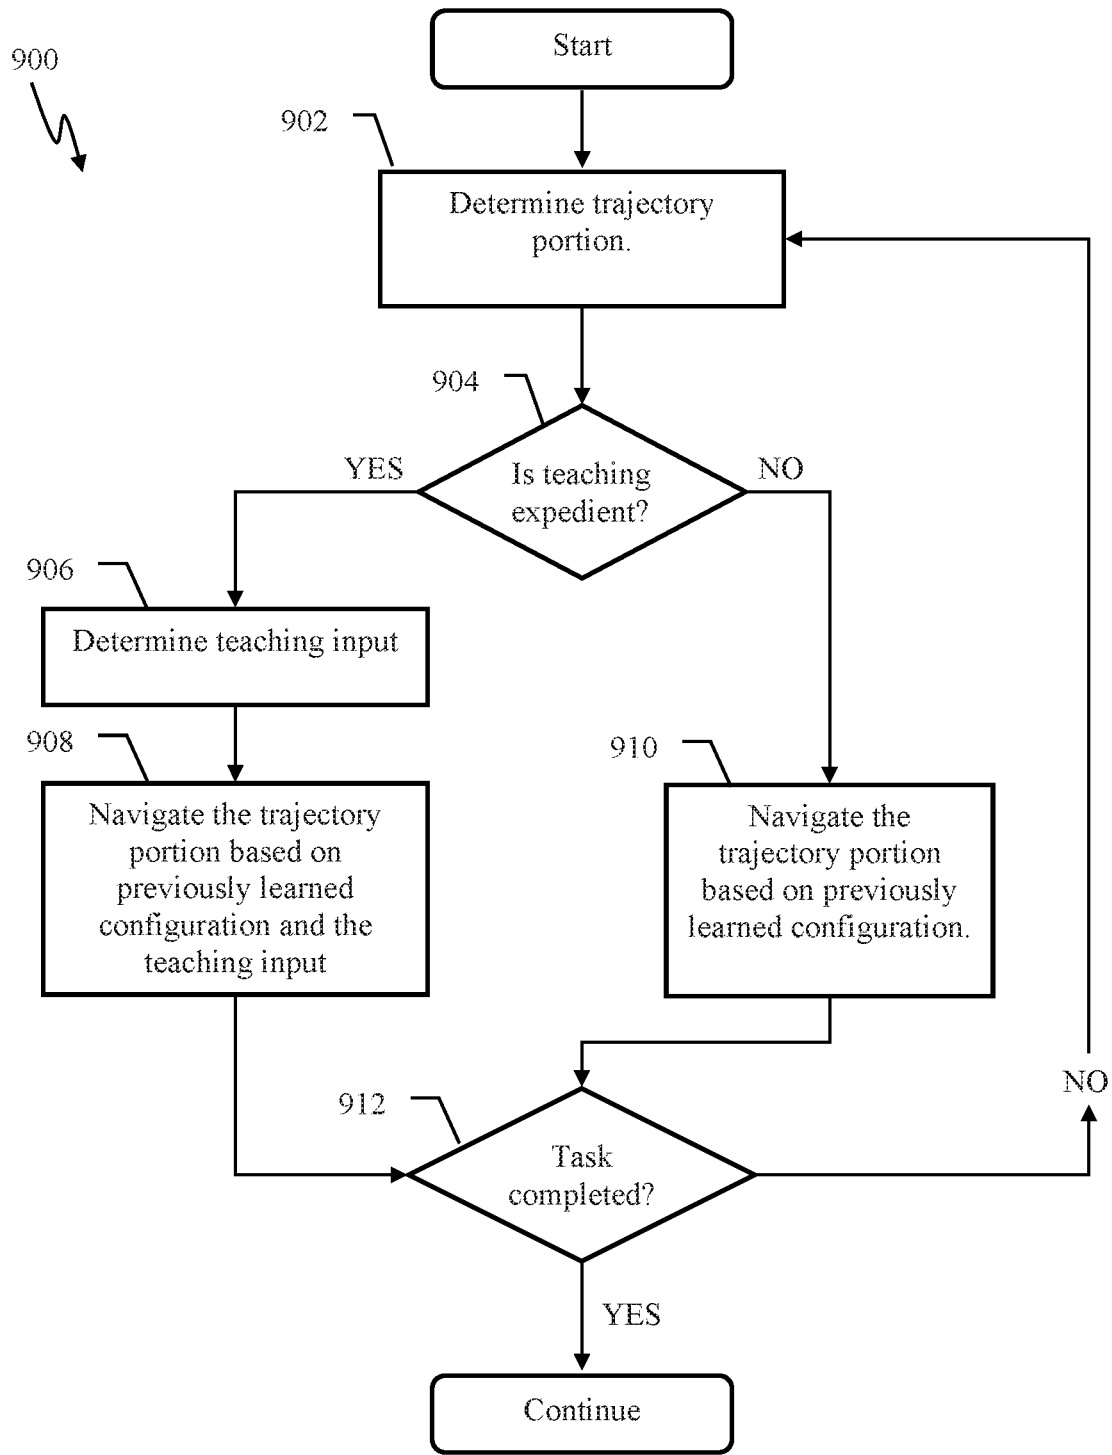 Start
900
902
Determine trajectory
portion.
904
YES
NO
Is teaching
expedient?
906
Determine teaching input
908
Navigate the trajectory
portion based on
previously learned
configuration and the
teaching input
910
Navigate the
trajectory portion
based on previously
learned configuration.
NO
912
Task
completed?
YES
Continue